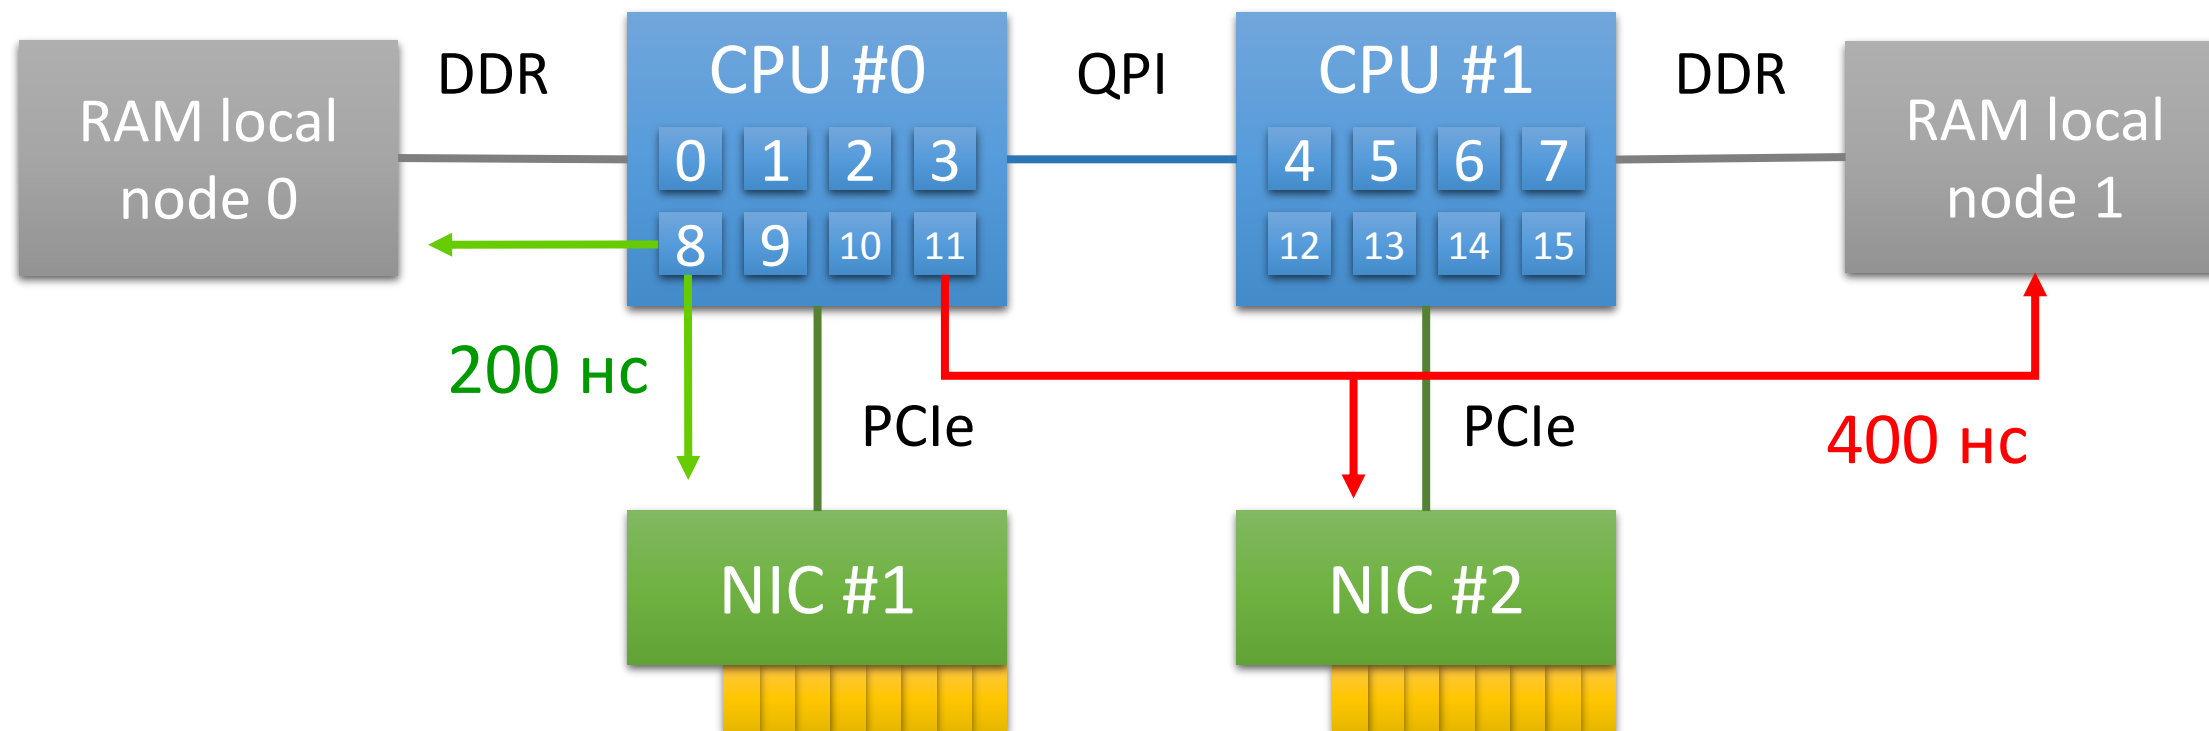 DDR
CPU #0
QPI
CPU #1
DDR
RAM local
node 0
0 1 2 3
4 5 6 7
RAM local
node 1
8 9 10 11
12 13 14 15
200 нс
PCIe
PCIe
400 нс
NIC #1
NIC #2